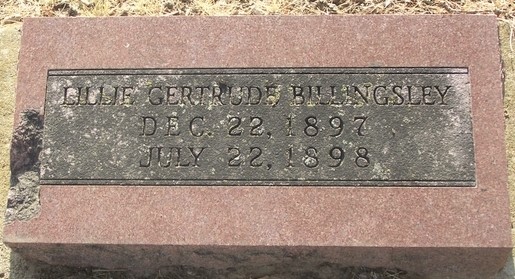 LILLIE GERTRUDE BILLINGSLEY
DEC. 22, 1897
JULY 22, 1898